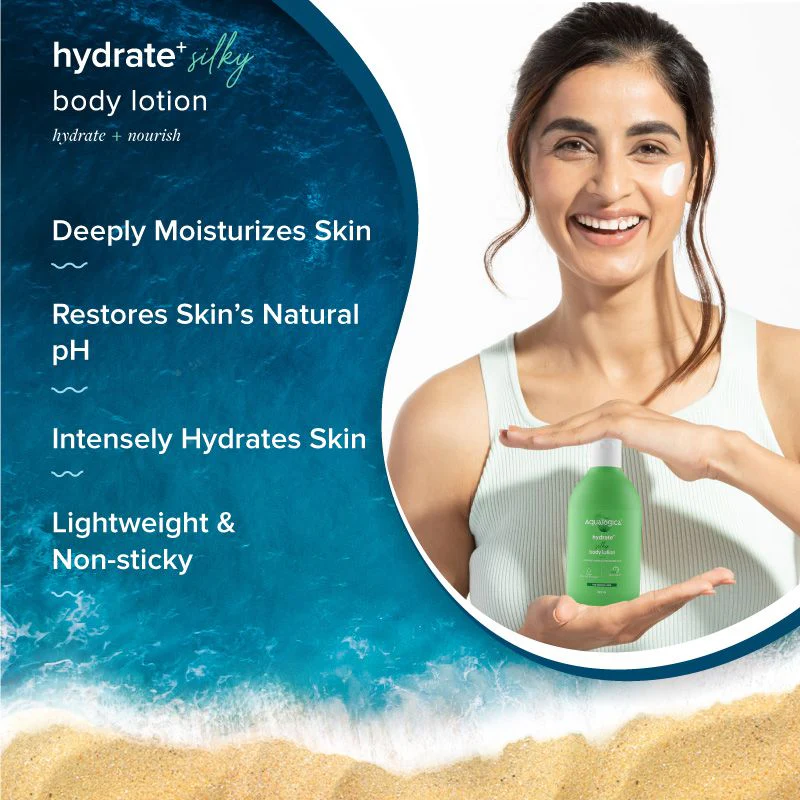 hydrate+ silky
body lotion
hydrate + nourish
Deeply Moisturizes Skin
Restores Skin's Natural
pH
Intensely Hydrates Skin
Lightweight &
Non-sticky
AQUALOGICA
hydrate+
silky
body lotion